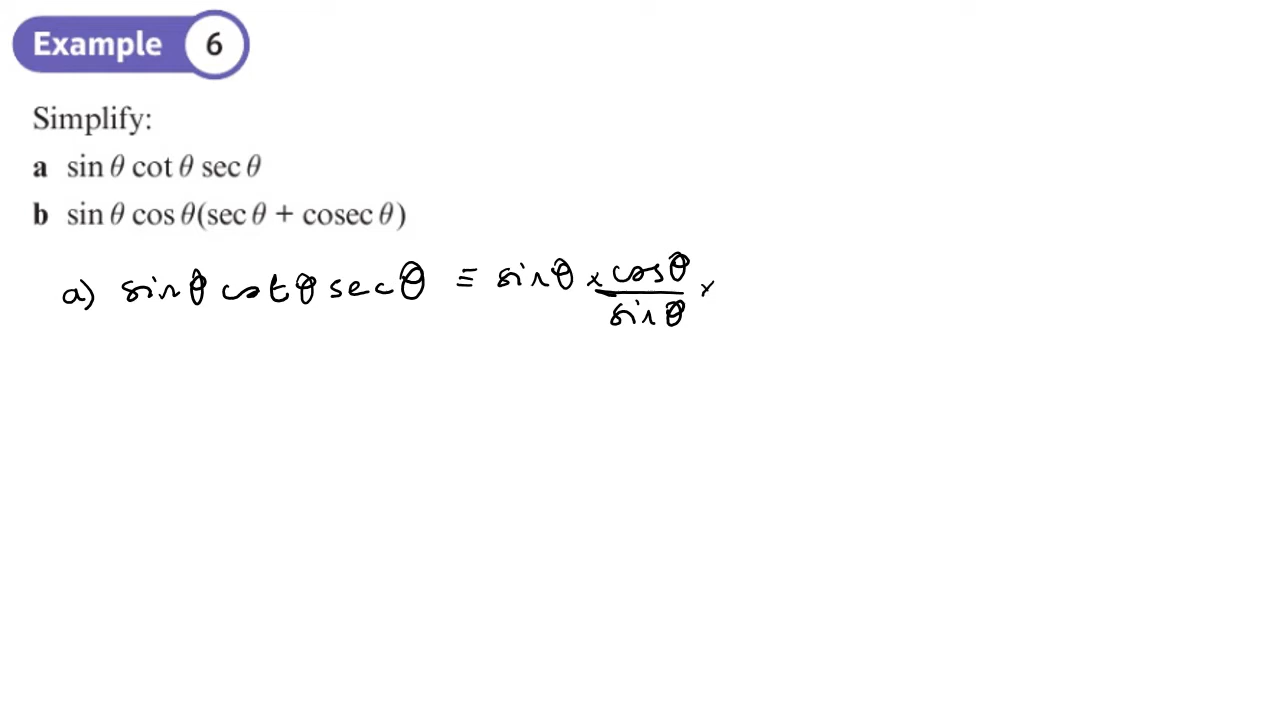 Example 6
Simplify:
a sin θ cot θ sec θ
b sin θ cos θ(sec θ + cosec θ)
a) sinθ cotθ secθ ≡ sinθ × cosθ/sinθ ×